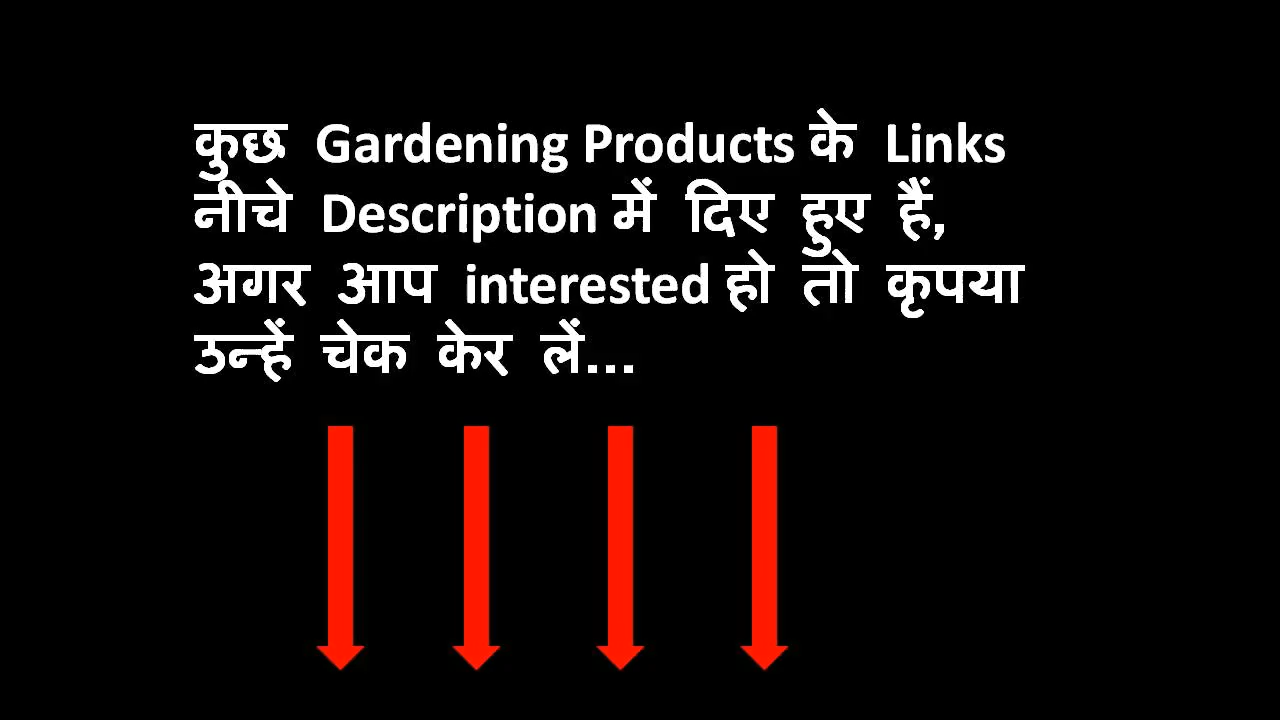 कुछ Gardening Products के Links
नीचे Description में दिए हुए हैं,
अगर आप interested हो तो कृपया
उन्हें चेक केर लें...